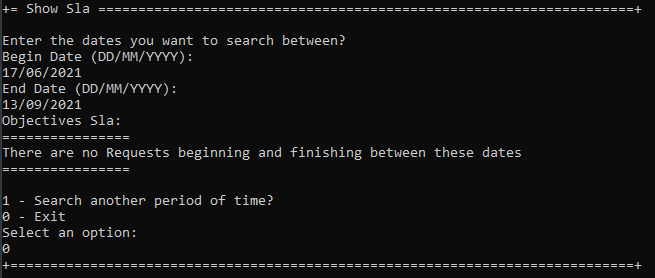 += Show Sla ==================================================================+
Enter the dates you want to search between?
Begin Date (DD/MM/YYYY):
17/06/2021
End Date (DD/MM/YYYY):
13/09/2021
Objectives Sla:
================
There are no Requests beginning and finishing between these dates
================
1 - Search another period of time?
0 - Exit
Select an option:
0
+==============================================================================+